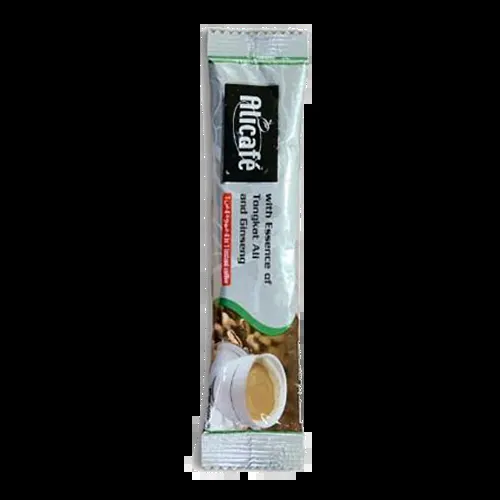 Alicafé
with Essence of
Tongkat Ali
and Ginseng